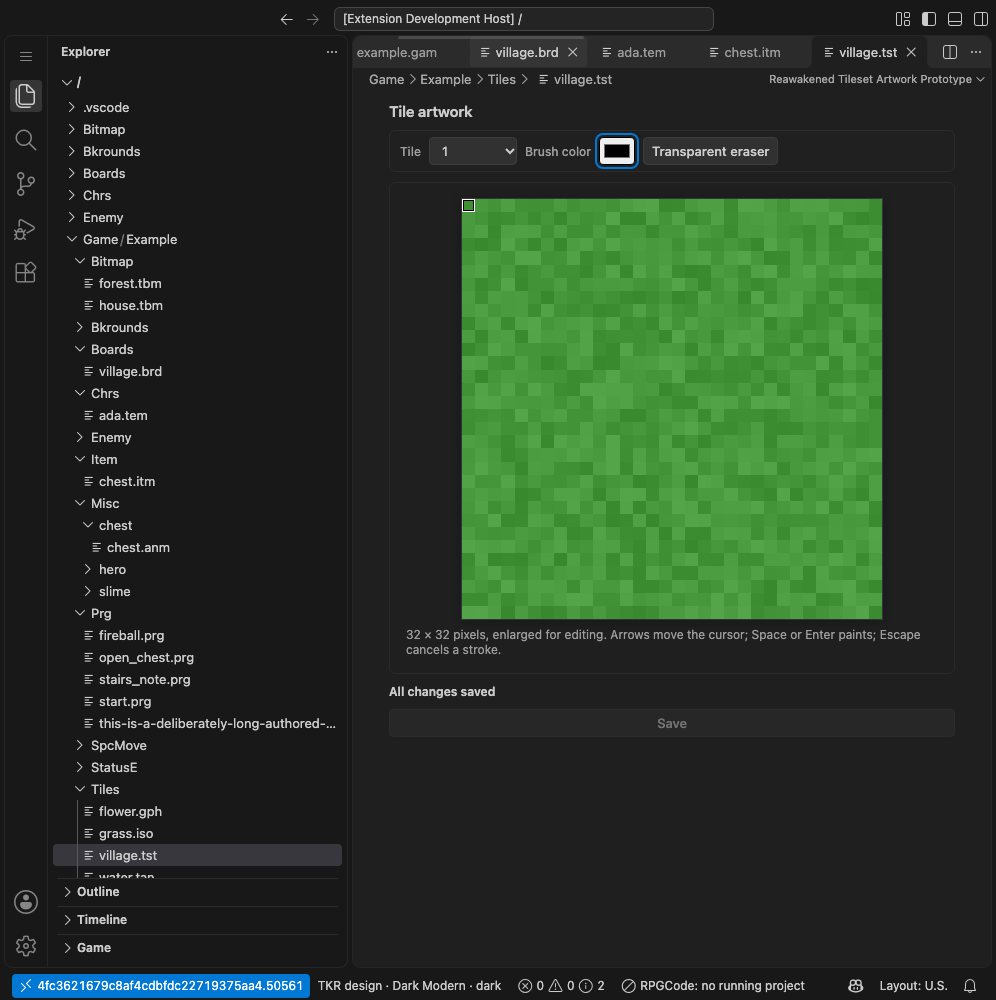 [Extension Development Host] /
Explorer
example.gam
village.brd
ada.tem
chest.itm
village.tst
Game > Example > Tiles > village.tst
Reawakened Tileset Artwork Prototype
/
.vscode
Bitmap
Bkrounds
Boards
Chrs
Enemy
Game / Example
Bitmap
forest.tbm
house.tbm
Bkrounds
Boards
village.brd
Chrs
ada.tem
Enemy
Item
chest.itm
Misc
chest
chest.anm
hero
slime
Prg
fireball.prg
open_chest.prg
stairs_note.prg
start.prg
this-is-a-deliberately-long-authored-...
SpcMove
StatusE
Tiles
flower.gph
grass.iso
village.tst
water.tan
Outline
Timeline
Game
Tile artwork
Tile 1 Brush color Transparent eraser
32 × 32 pixels, enlarged for editing. Arrows move the cursor; Space or Enter paints; Escape
cancels a stroke.
All changes saved
Save
4fc3621679c8af4cdbfdc22719375aa4.50561 TKR design · Dark Modern · dark 0 0 2 RPGCode: no running project Layout: U.S.